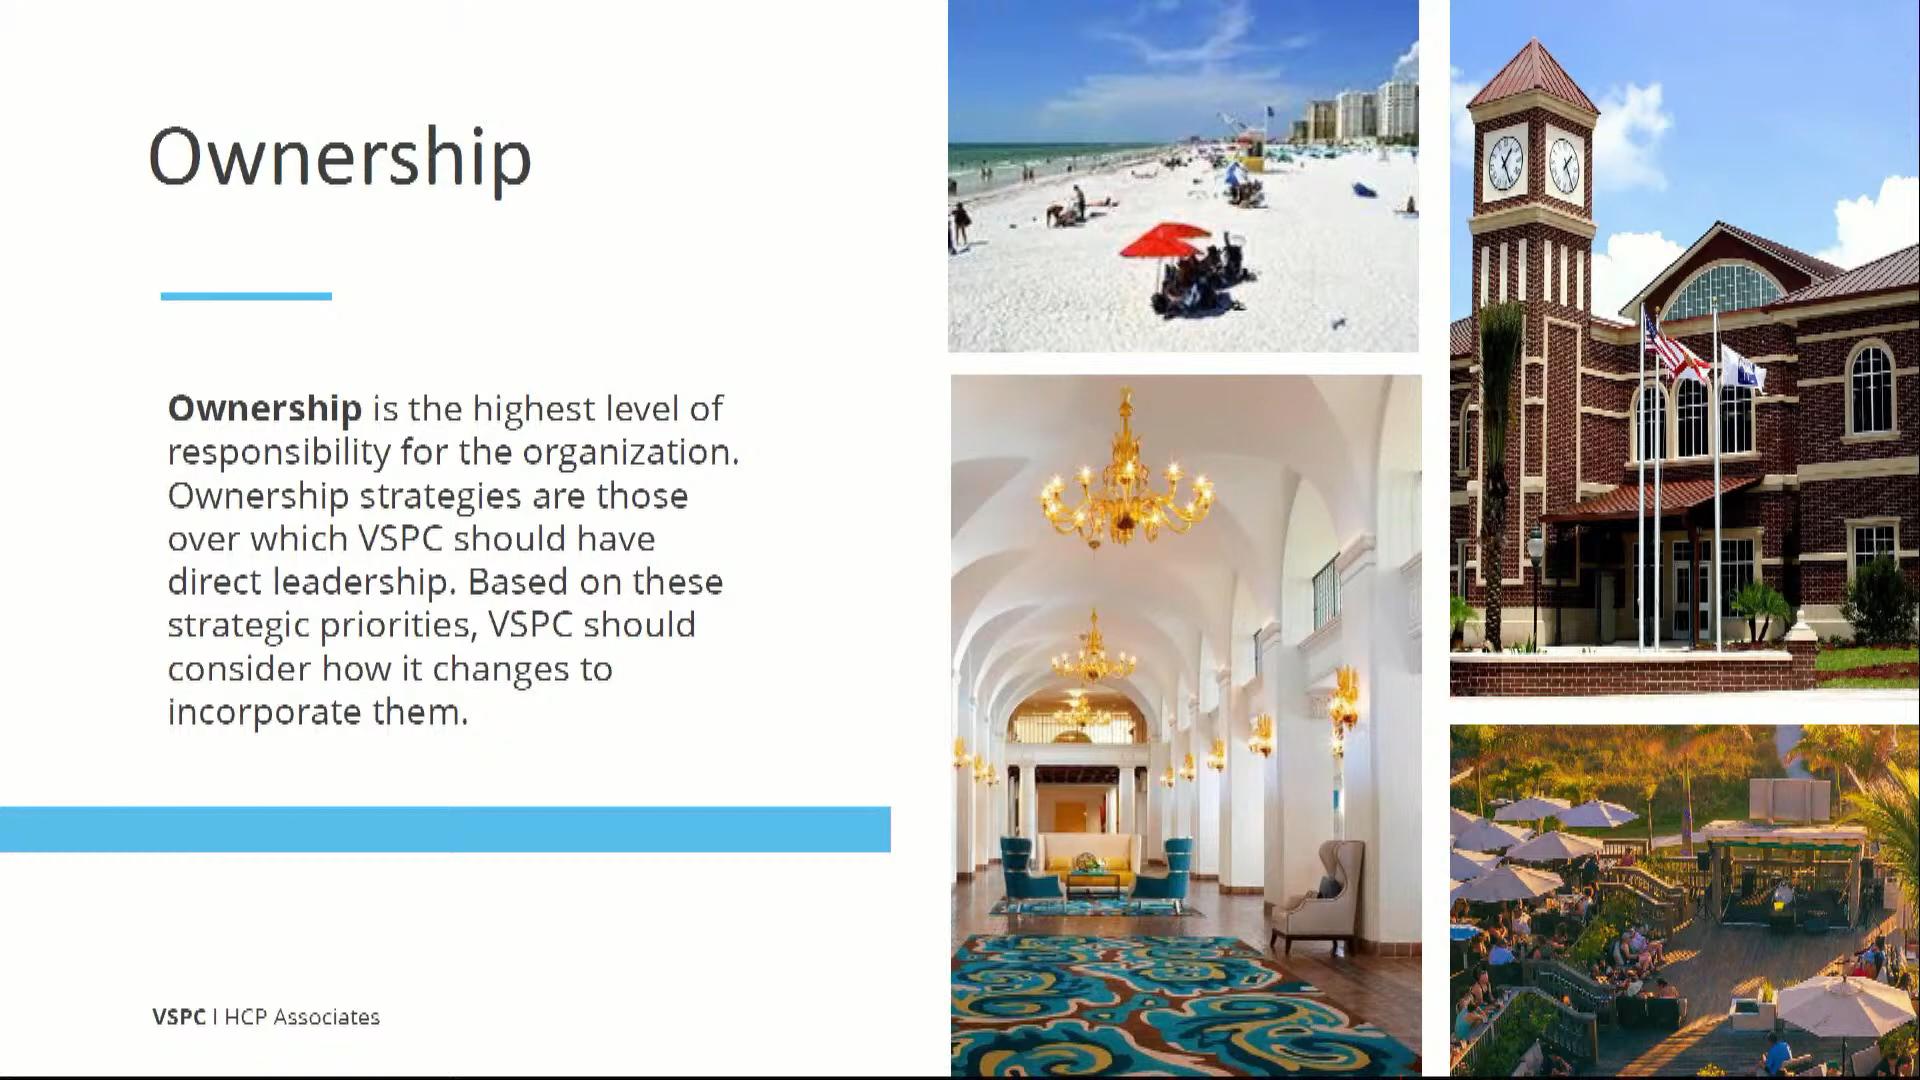 Ownership
Ownership is the highest level of
responsibility for the organization.
Ownership strategies are those
over which VSPC should have
direct leadership. Based on these
strategic priorities, VSPC should
consider how it changes to
incorporate them.
VSPC | HCP Associates